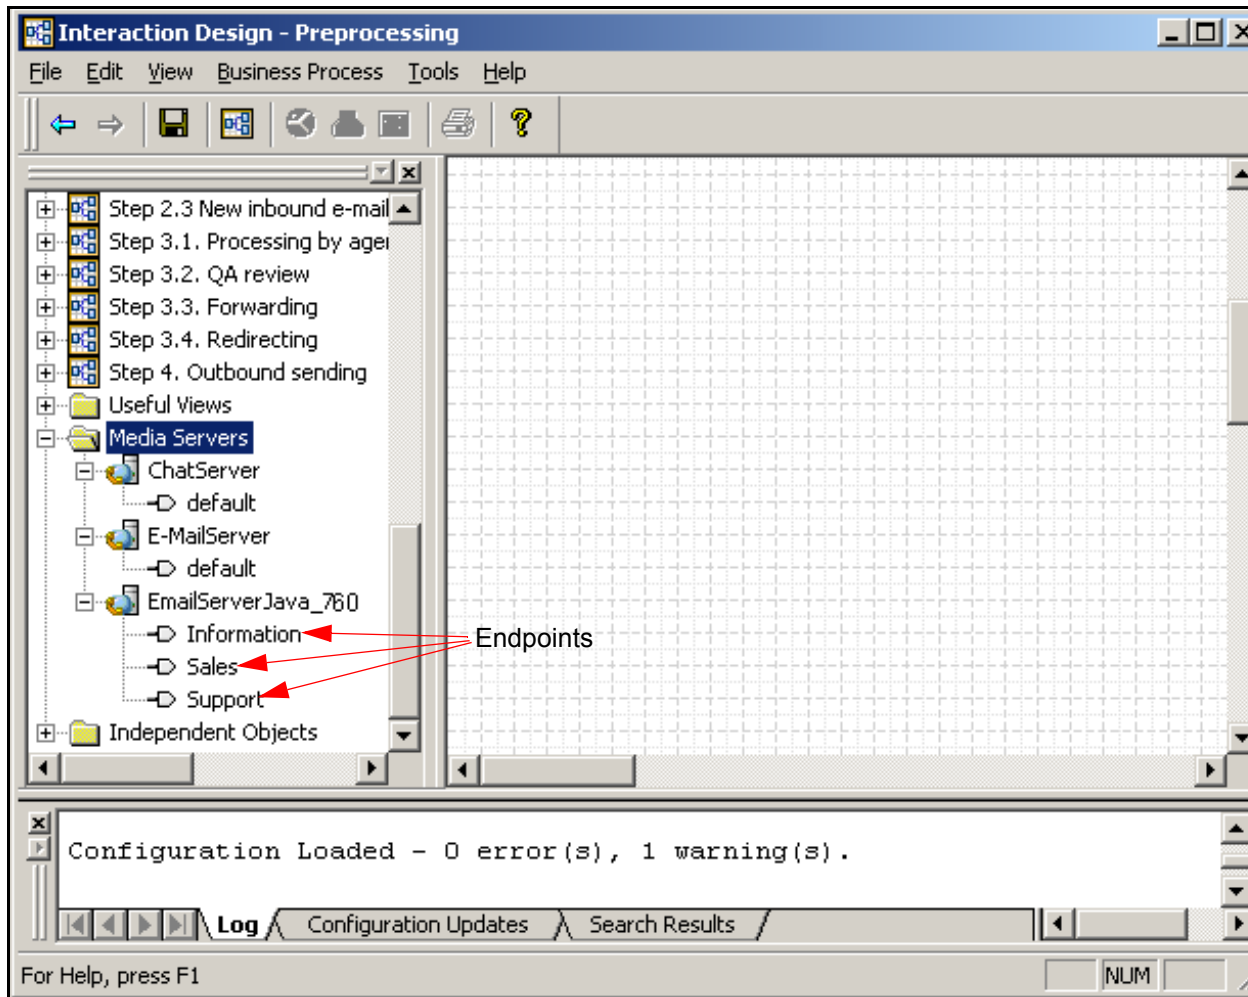 Interaction Design - Preprocessing
File Edit View Business Process Tools Help
Step 2.3 New inbound e-mail
Step 3.1. Processing by agen
Step 3.2. QA review
Step 3.3. Forwarding
Step 3.4. Redirecting
Step 4. Outbound sending
Useful Views
Media Servers
ChatServer
default
E-MailServer
default
EmailServerJava_760
Information
Endpoints
Sales
Support
Independent Objects
Configuration Loaded - 0 error(s), 1 warning(s).
Log Configuration Updates Search Results
For Help, press F1 NUM